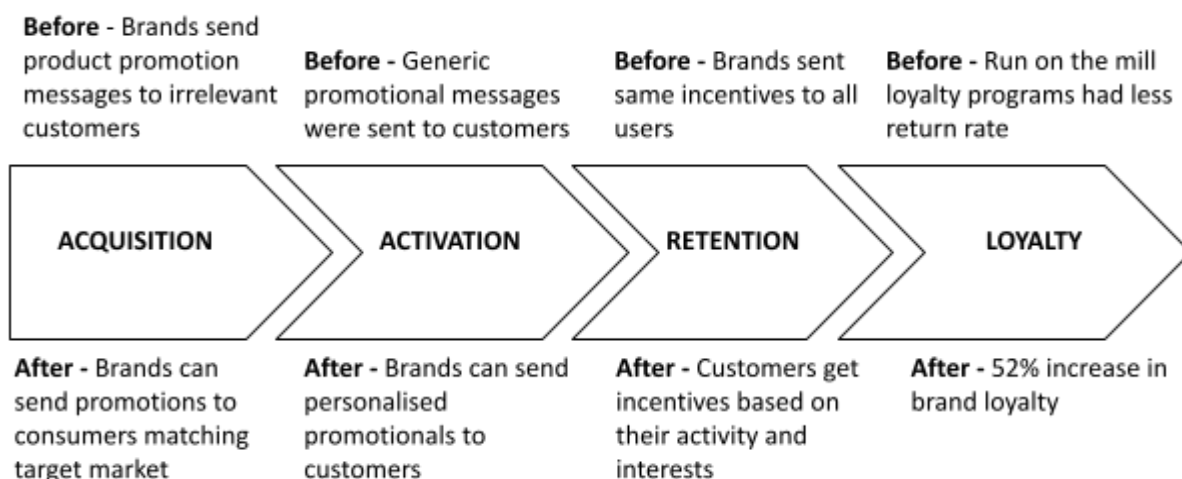 Before - Brands send
product promotion
messages to irrelevant
customers
Before - Generic
promotional messages
were sent to customers
Before - Brands sent
same incentives to all
users
Before - Run on the mill
loyalty programs had less
return rate
ACQUISITION
ACTIVATION
RETENTION
LOYALTY
After - Brands can
send promotions to
consumers matching
target market
After - Brands can send
personalised
promotionals to
customers
After - Customers get
incentives based on
their activity and
interests
After - 52% increase in
brand loyalty